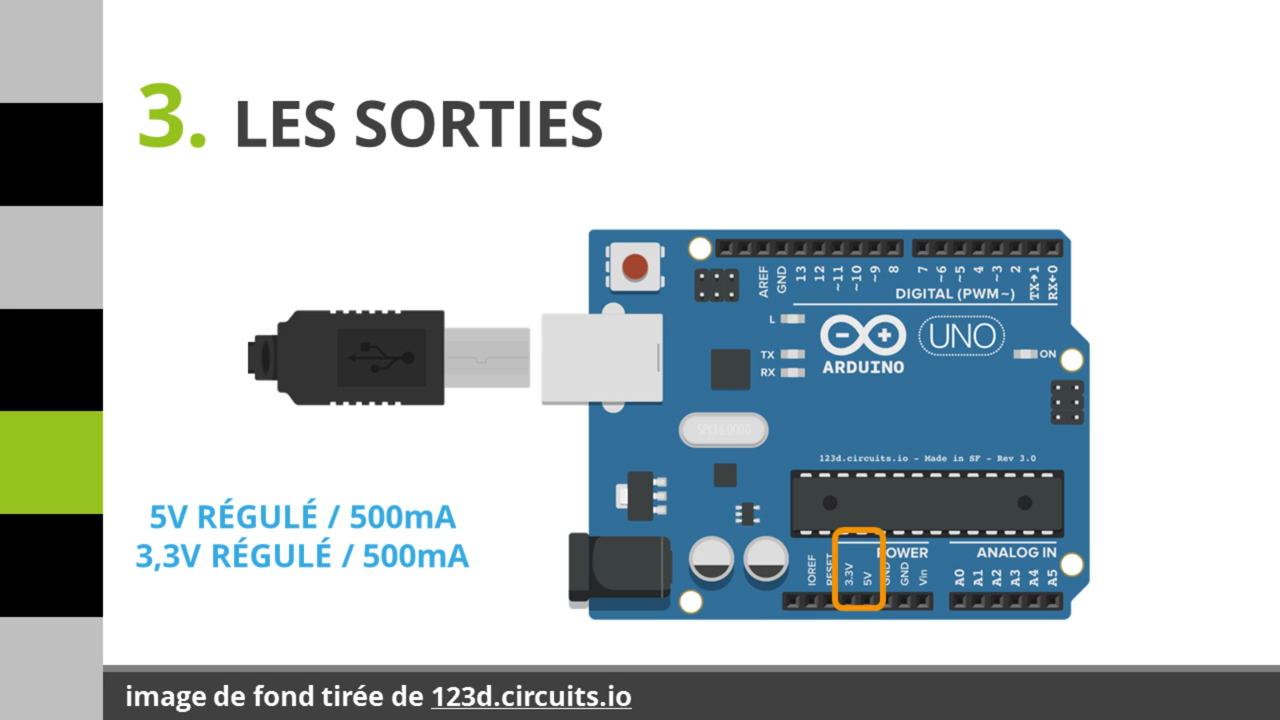 3. LES SORTIES
AREF
GND
13
12
~11
~10
~9
8
7
~6
~5
4
~3
2
TX→1
RX←0
DIGITAL (PWM~)
L
TX
RX
UNO
ARDUINO
ON
123d.circuits.io - Made in SF - Rev 3.0
5V RÉGULÉ / 500mA
3,3V RÉGULÉ / 500mA
POWER
ANALOG IN
IOREF
RESET
3.3V
5V
GND
GND
Vin
A0
A1
A2
A3
A4
A5
image de fond tirée de 123d.circuits.io